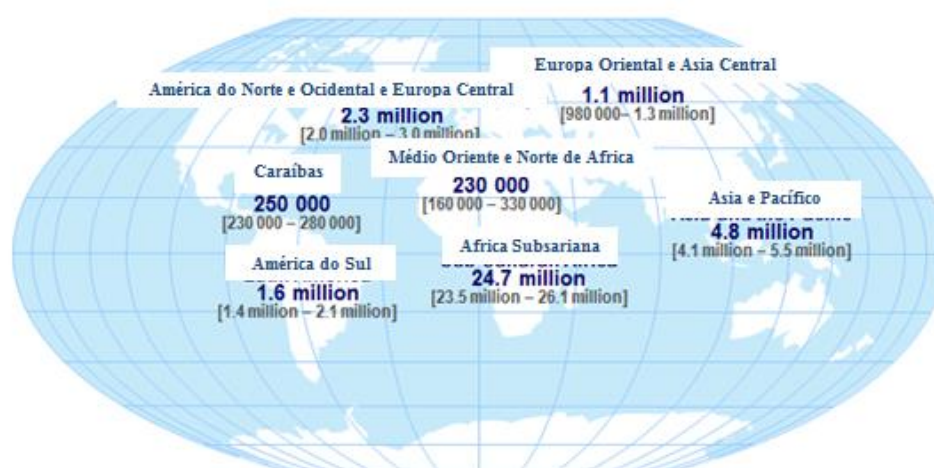 Europa Oriental e Asia Central
1.1 million
[980 000– 1.3 million]
América do Norte e Ocidental e Europa Central
2.3 million
[2.0 million – 3.0 million]
Médio Oriente e Norte de Africa
230 000
[160 000 – 330 000]
Caraíbas
250 000
[230 000 – 280 000]
Asia e Pacífico
4.8 million
[4.1 million – 5.5 million]
Africa Subsariana
24.7 million
[23.5 million – 26.1 million]
América do Sul
1.6 million
[1.4 million – 2.1 million]